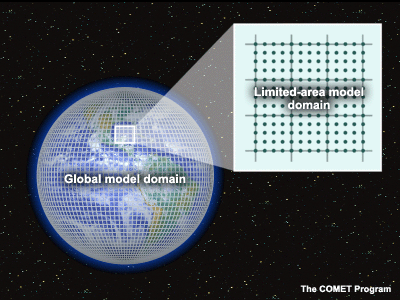 Limited-area model
domain
Global model domain
The COMET Program